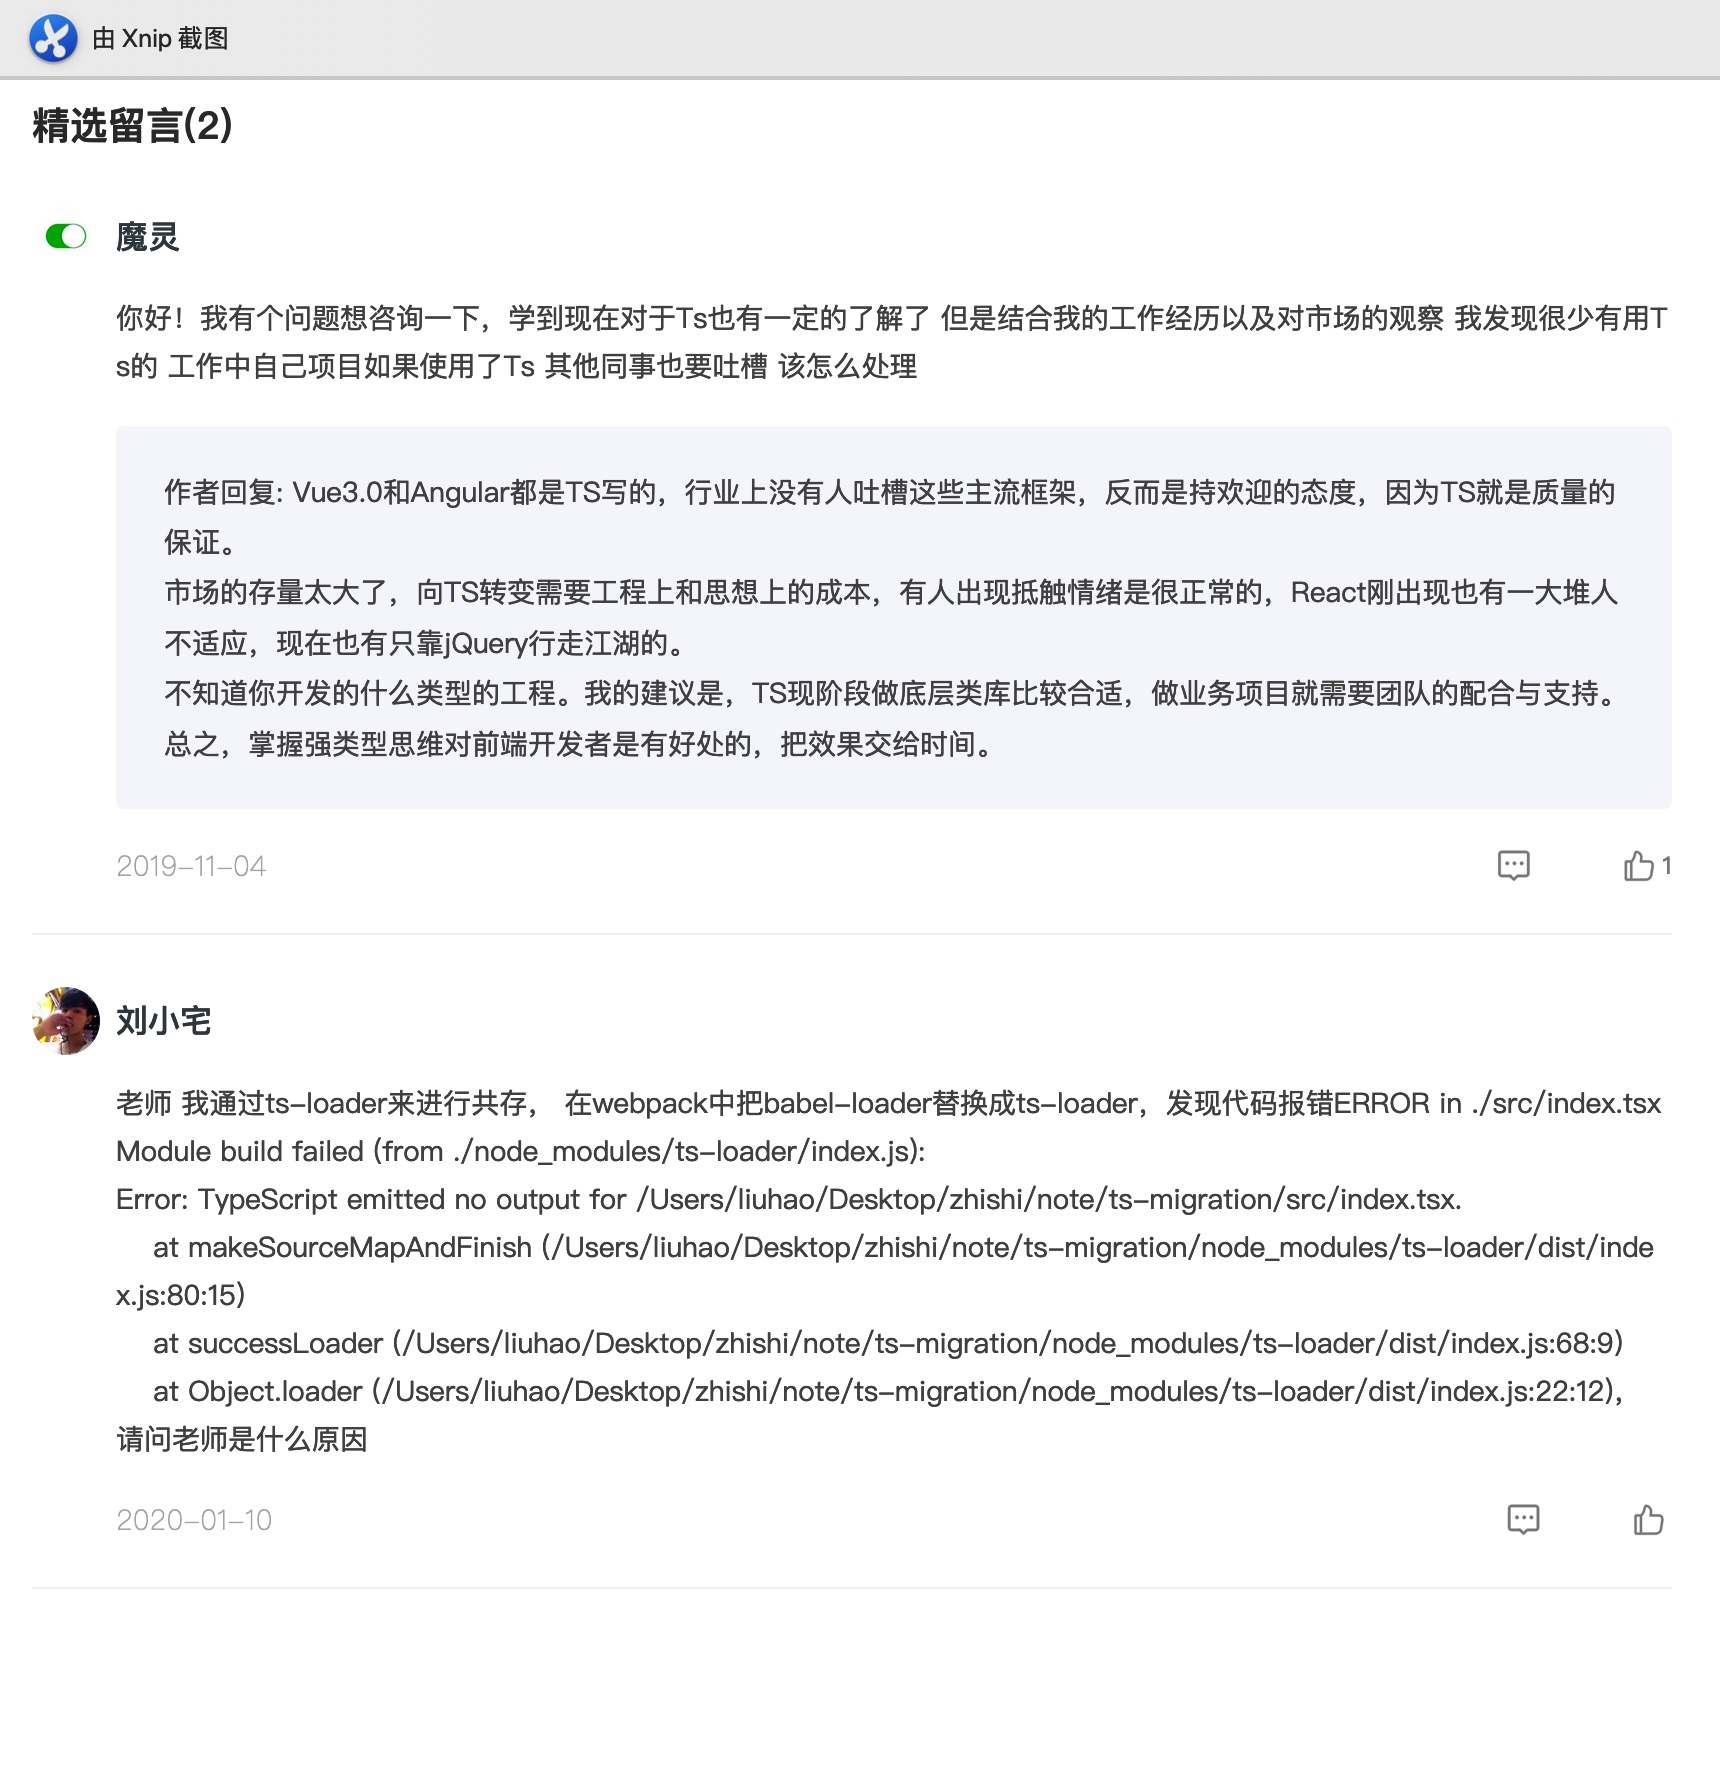 由 Xnip 截图
精选留言(2)
魔灵
你好！我有个问题想咨询一下，学到现在对于Ts也有一定的了解了 但是结合我的工作经历以及对市场的观察 我发现很少有用T
s的 工作中自己项目如果使用了Ts 其他同事也要吐槽 该怎么处理
作者回复: Vue3.0和Angular都是TS写的，行业上没有人吐槽这些主流框架，反而是持欢迎的态度，因为TS就是质量的
保证。
市场的存量太大了，向TS转变需要工程上和思想上的成本，有人出现抵触情绪是很正常的，React刚出现也有一大堆人
不适应，现在也有只靠jQuery行走江湖的。
不知道你开发的什么类型的工程。我的建议是，TS现阶段做底层类库比较合适，做业务项目就需要团队的配合与支持。
总之，掌握强类型思维对前端开发者是有好处的，把效果交给时间。
2019-11-04
1
刘小宅
老师 我通过ts-loader来进行共存， 在webpack中把babel-loader替换成ts-loader，发现代码报错ERROR in ./src/index.tsx
Module build failed (from ./node_modules/ts-loader/index.js):
Error: TypeScript emitted no output for /Users/liuhao/Desktop/zhishi/note/ts-migration/src/index.tsx.
at makeSourceMapAndFinish (/Users/liuhao/Desktop/zhishi/note/ts-migration/node_modules/ts-loader/dist/inde
x.js:80:15)
at successLoader (/Users/liuhao/Desktop/zhishi/note/ts-migration/node_modules/ts-loader/dist/index.js:68:9)
at Object.loader (/Users/liuhao/Desktop/zhishi/note/ts-migration/node_modules/ts-loader/dist/index.js:22:12),
请问老师是什么原因
2020-01-10